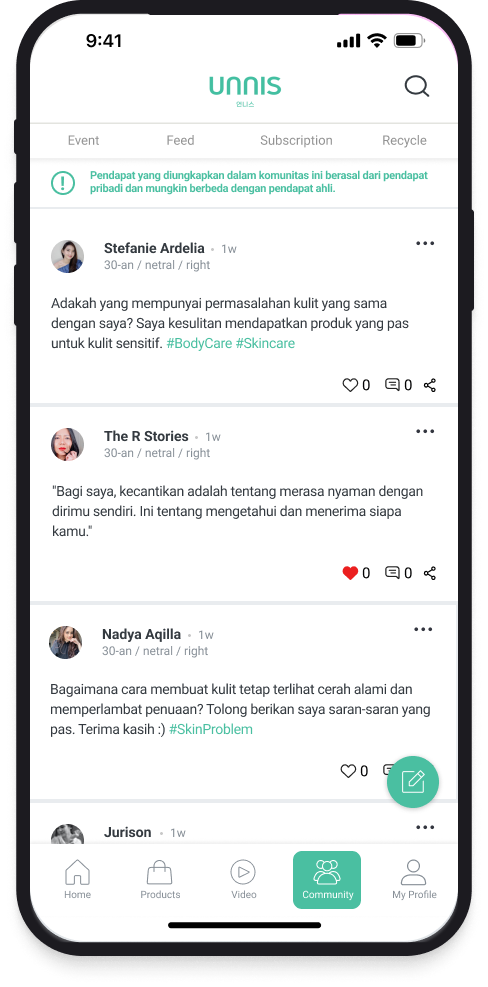 9:41
UNNIS
언니스
Event Feed Subscription Recycle
Pendapat yang diungkapkan dalam komunitas ini berasal dari pendapat
pribadi dan mungkin berbeda dengan pendapat ahli.
Stefanie Ardelia • 1w
30-an / netral / right
Adakah yang mempunyai permasalahan kulit yang sama
dengan saya? Saya kesulitan mendapatkan produk yang pas
untuk kulit sensitif. #BodyCare #Skincare
0 0
The R Stories • 1w
30-an / netral / right
"Bagi saya, kecantikan adalah tentang merasa nyaman dengan
dirimu sendiri. Ini tentang mengetahui dan menerima siapa
kamu."
0 0
Nadya Aqilla • 1w
30-an / netral / right
Bagaimana cara membuat kulit tetap terlihat cerah alami dan
memperlambat penuaan? Tolong berikan saya saran-saran yang
pas. Terima kasih :) #SkinProblem
0
Jurison • 1w
Home Products Video Community My Profile